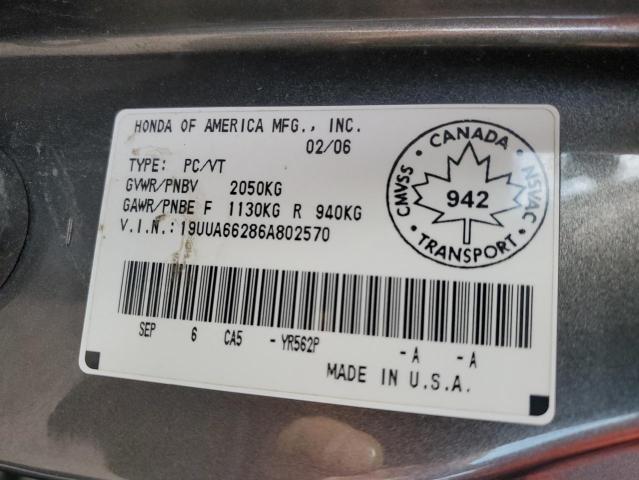 HONDA OF AMERICA MFG., INC.
02/06
TYPE: PC/VT
GVWR/PNBV 2050KG
GAWR/PNBE F 1130KG R 940KG
V.I.N.: 19UUA66286A802570
CANADA
CMVSS
942
NSVAC
TRANSPORT
SEP 6 CA5 -YR562P -A -A
MADE IN U.S.A.